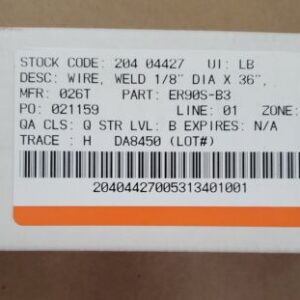 STOCK CODE: 204 04427 UI: LB
DESC: WIRE, WELD 1/8" DIA X 36",
MFR: 026T PART: ER90S-B3
PO: 021159 LINE: 01 ZONE:
QA CLS: Q STR LVL: B EXPIRES: N/A
TRACE : H DA8450 (LOT#)
20404427005313401001